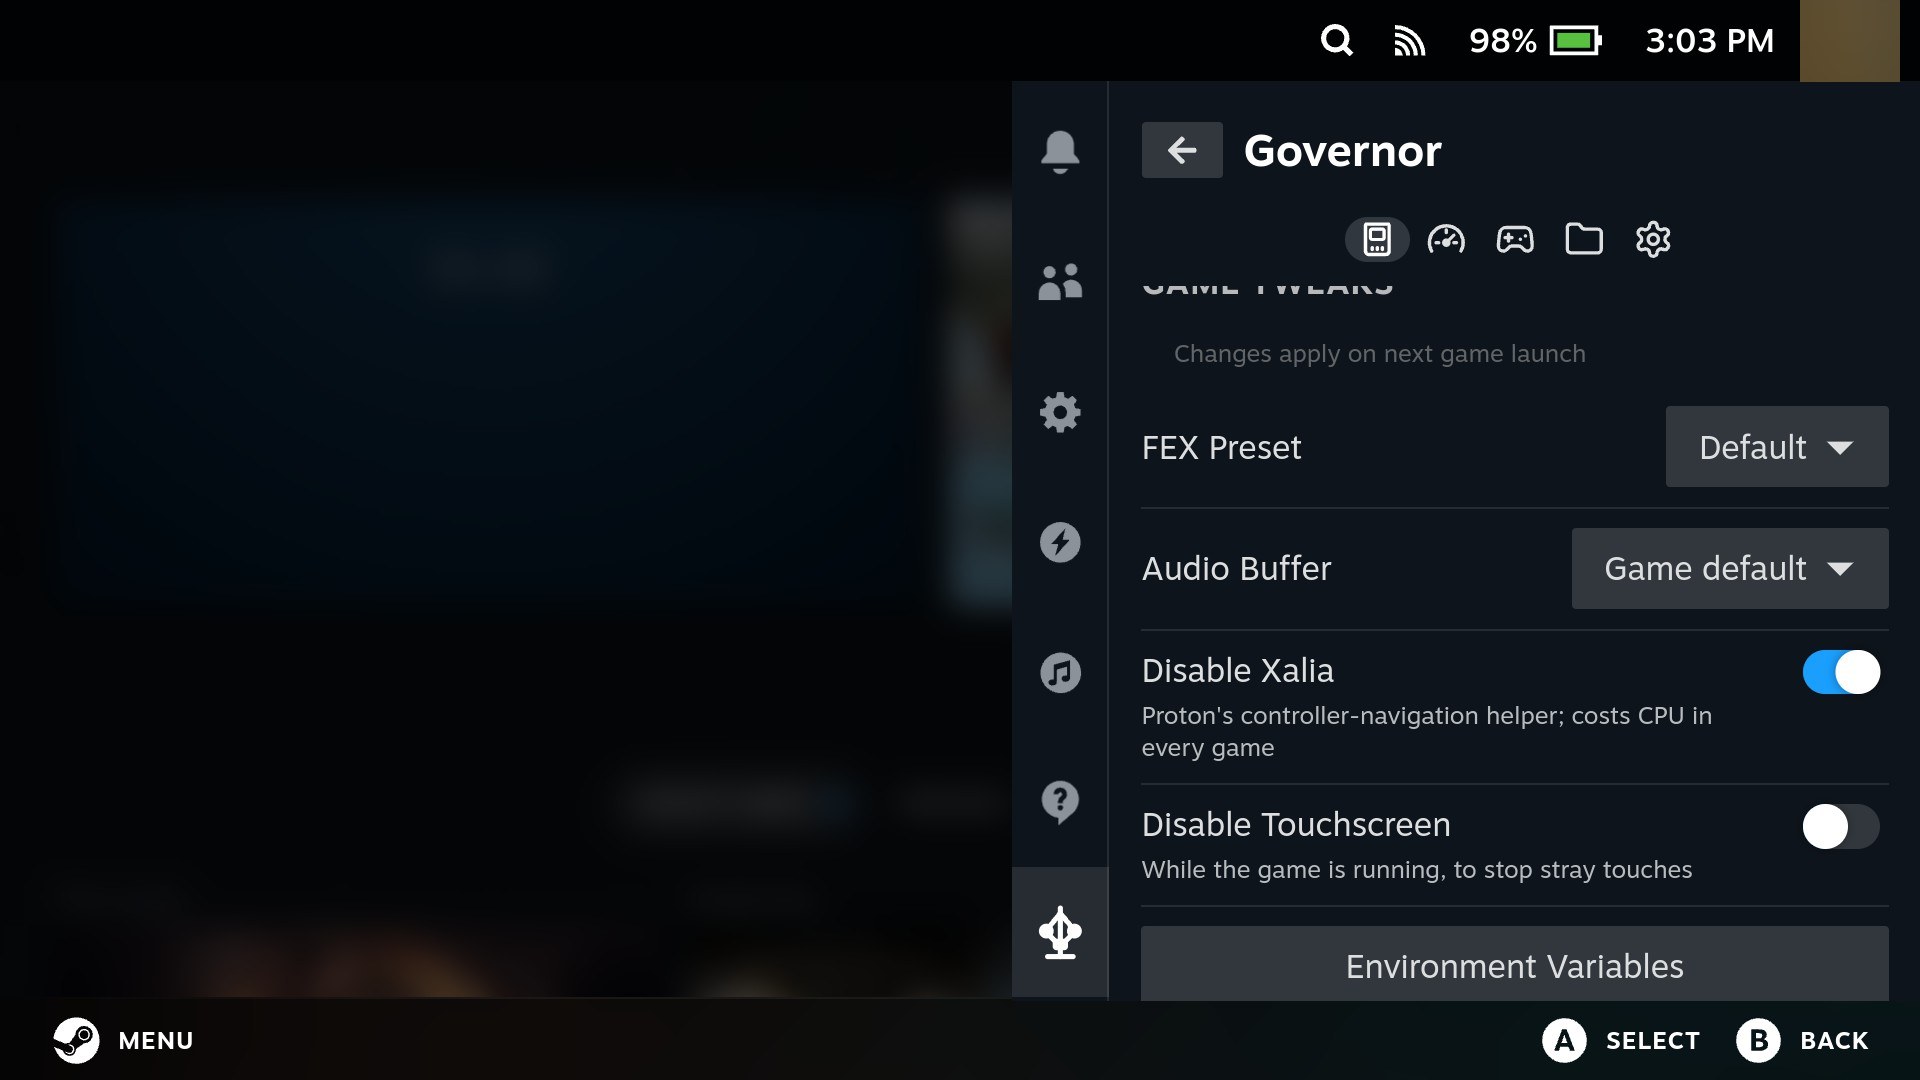 98%
3:03 PM
Governor
GAME TWEAKS
Changes apply on next game launch
FEX Preset
Default
Audio Buffer
Game default
Disable Xalia
Proton's controller-navigation helper; costs CPU in
every game
Disable Touchscreen
While the game is running, to stop stray touches
Environment Variables
MENU
A SELECT
B BACK